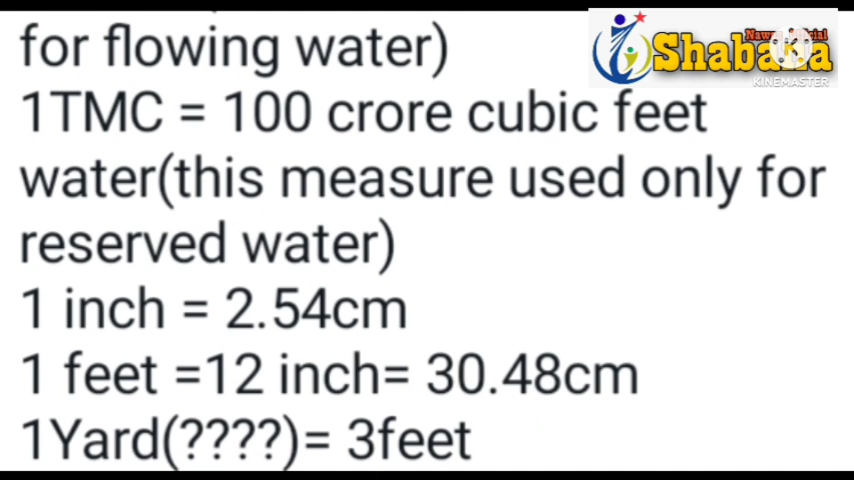 for flowing water)
1TMC = 100 crore cubic feet
water(this measure used only for
reserved water)
1 inch = 2.54cm
1 feet =12 inch= 30.48cm
1Yard(????)= 3feet
Shabaka
KINEMASTER